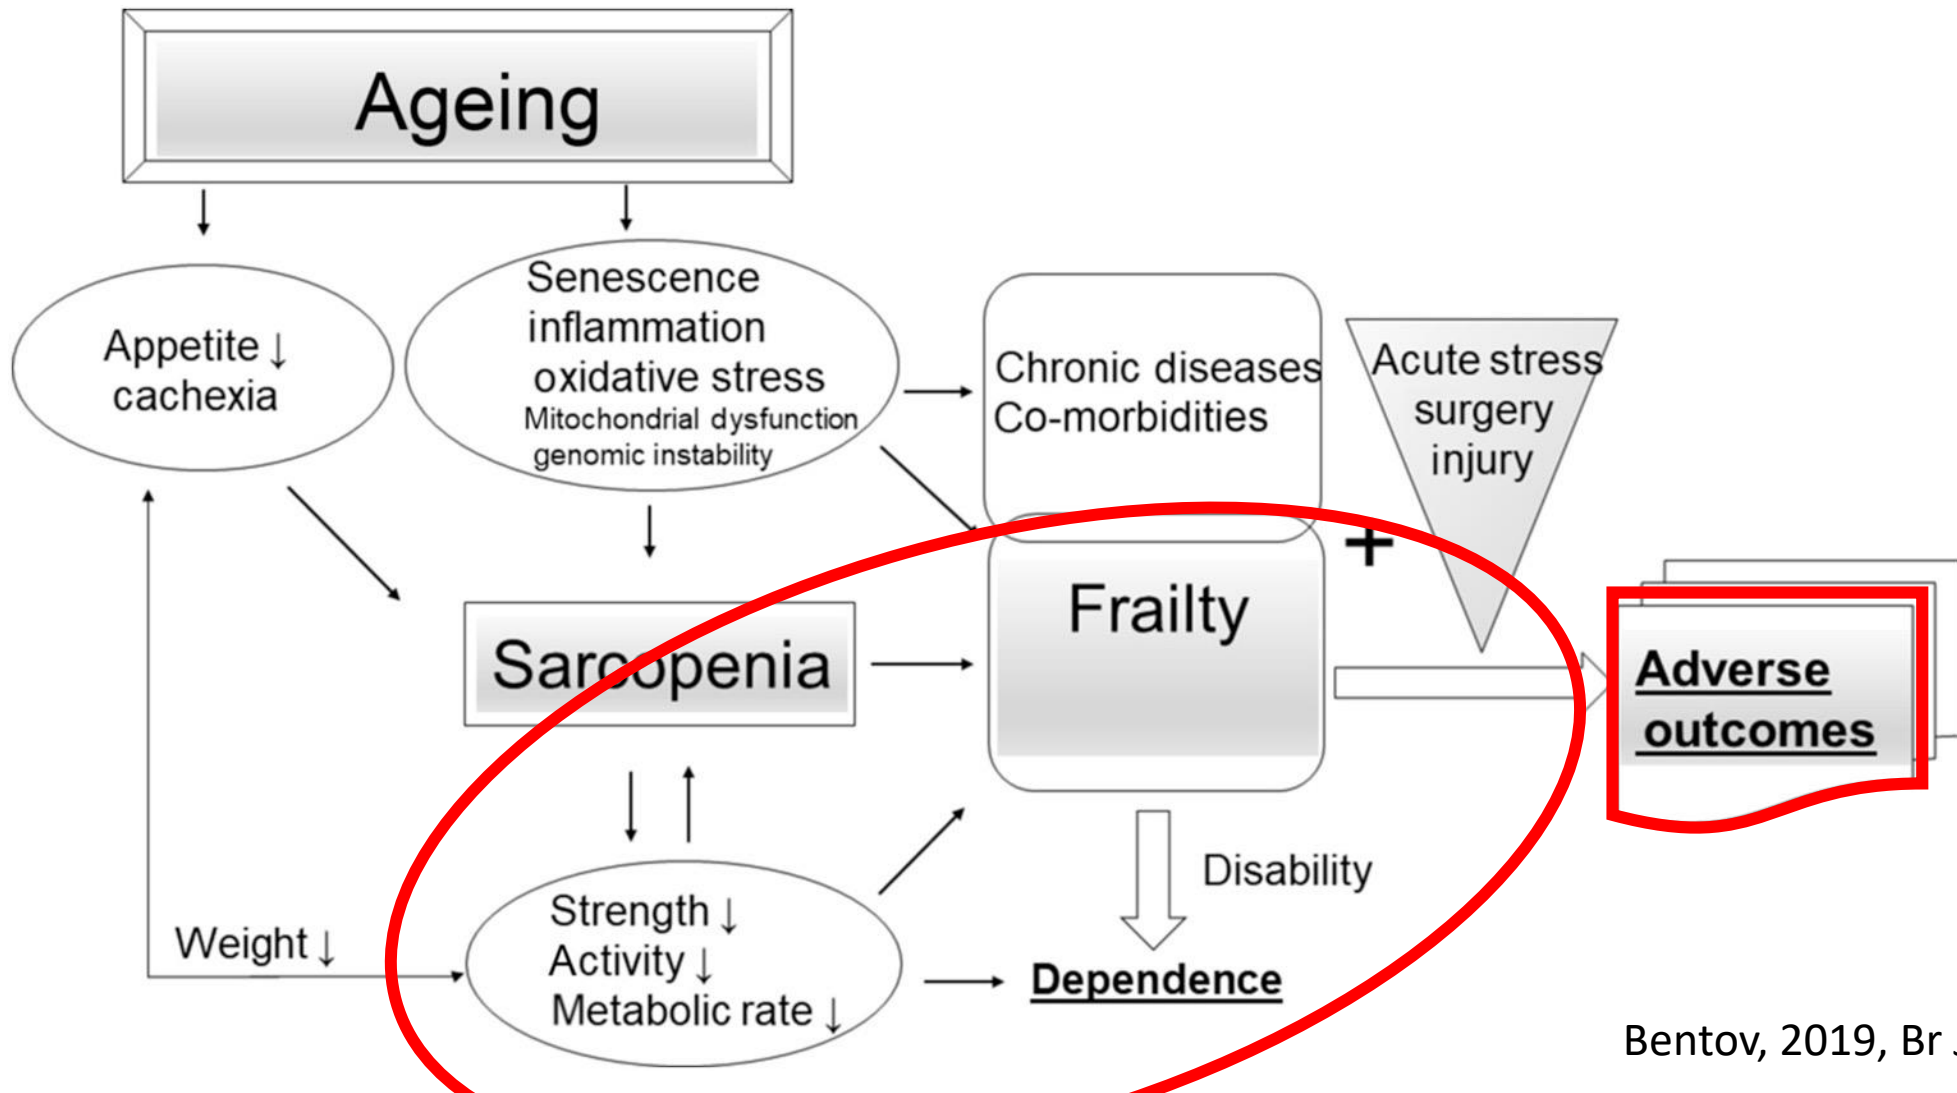 Ageing
Appetite ↓
cachexia
Senescence
inflammation
oxidative stress
Mitochondrial dysfunction
genomic instability
Chronic diseases
Co-morbidities
Acute stress
surgery
injury
+
Sarcopenia
Frailty
Adverse
outcomes
Disability
Weight ↓
Strength ↓
Activity ↓
Metabolic rate ↓
Dependence
Bentov, 2019, Br